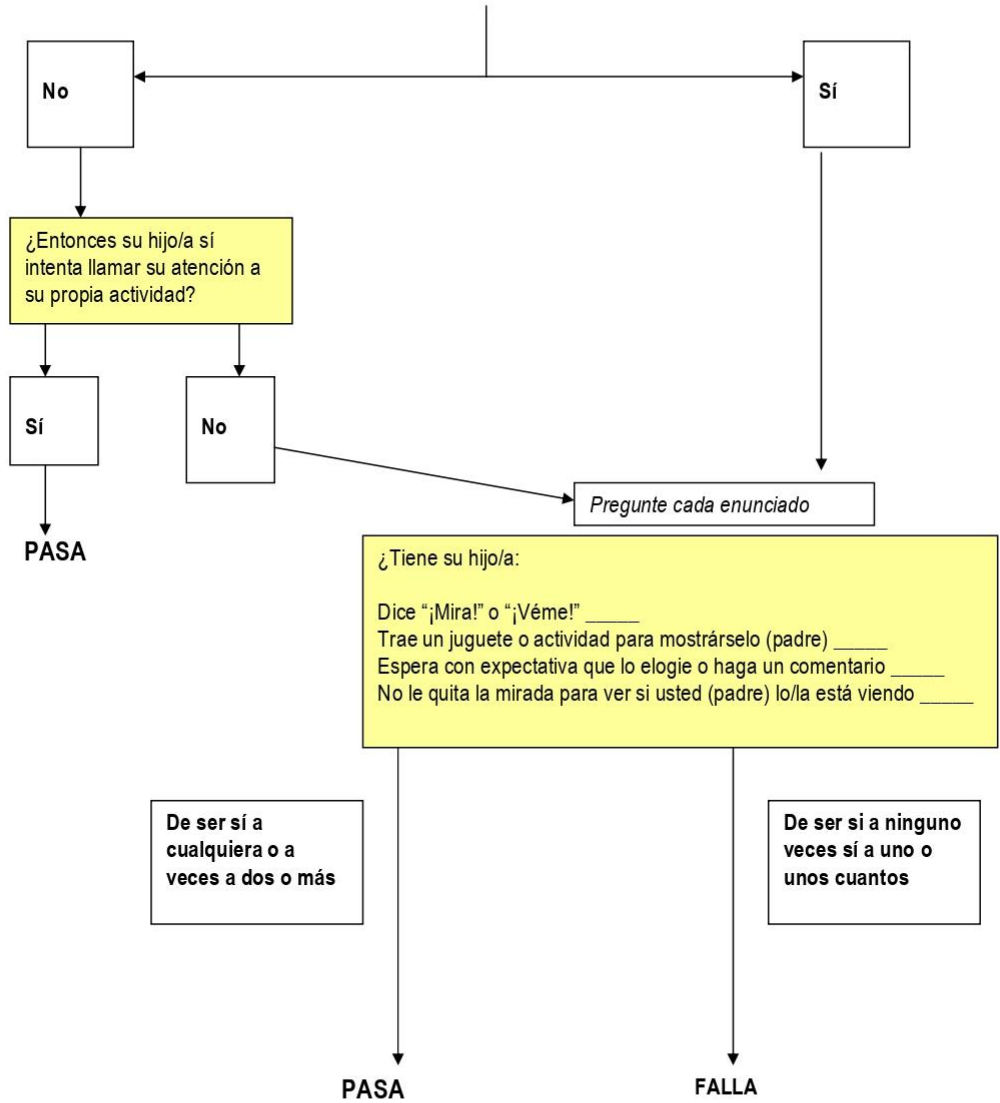 No
Sí
¿Entonces su hijo/a sí
intenta llamar su atención a
su propia actividad?
Sí
No
Pregunte cada enunciado
PASA
¿Tiene su hijo/a:
Dice “¡Mira!” o “¡Véme!” _____
Trae un juguete o actividad para mostrárselo (padre) _____
Espera con expectativa que lo elogie o haga un comentario _____
No le quita la mirada para ver si usted (padre) lo/la está viendo _____
De ser sí a
cualquiera o a
veces a dos o más
De ser si a ninguno
veces sí a uno o
unos cuantos
PASA
FALLA